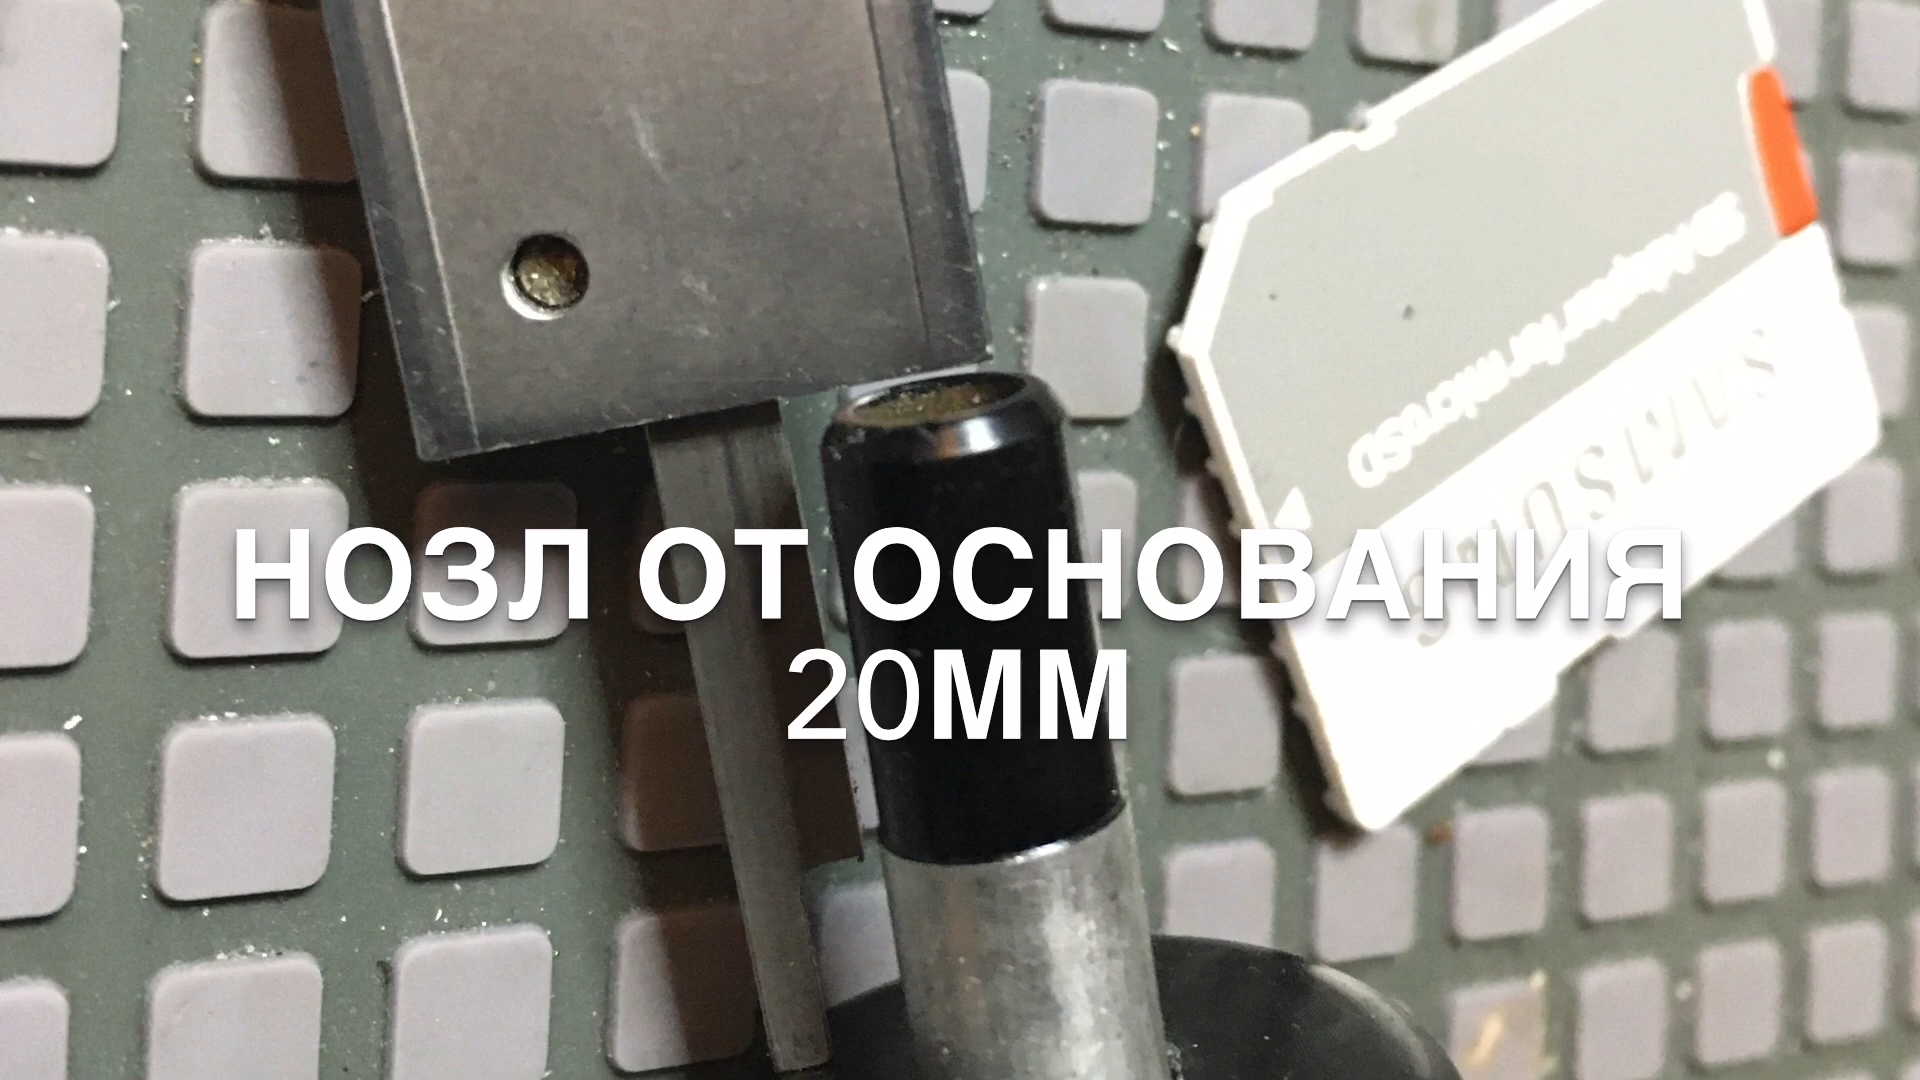 SD Adapter for microSD
SAMSUNG
НОЗЛ ОТ ОСНОВАНИЯ
20ММ